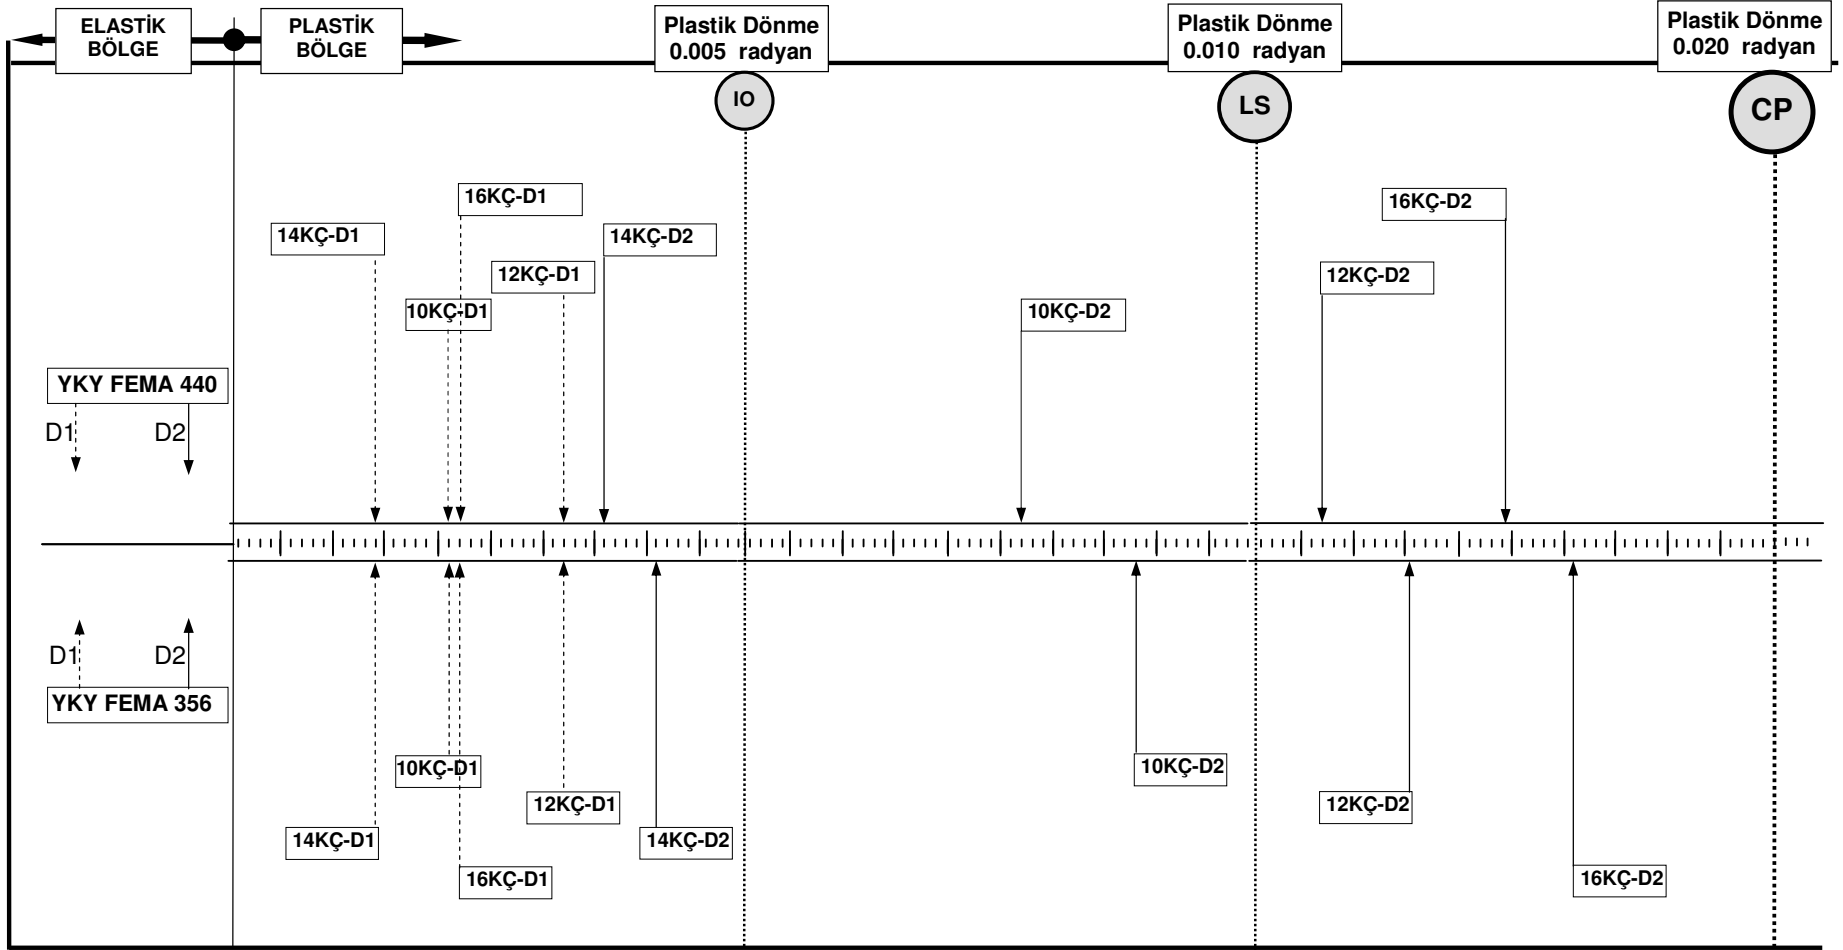 ELASTİK
BÖLGE
PLASTİK
BÖLGE
Plastik Dönme
0.005 radyan
Plastik Dönme
0.010 radyan
Plastik Dönme
0.020 radyan
IO
LS
CP
16KÇ-D1
16KÇ-D2
14KÇ-D1
14KÇ-D2
12KÇ-D1
12KÇ-D2
10KÇ-D1
10KÇ-D2
YKY FEMA 440
D1
D2
D1
D2
YKY FEMA 356
10KÇ-D1
10KÇ-D2
12KÇ-D1
12KÇ-D2
14KÇ-D1
14KÇ-D2
16KÇ-D1
16KÇ-D2